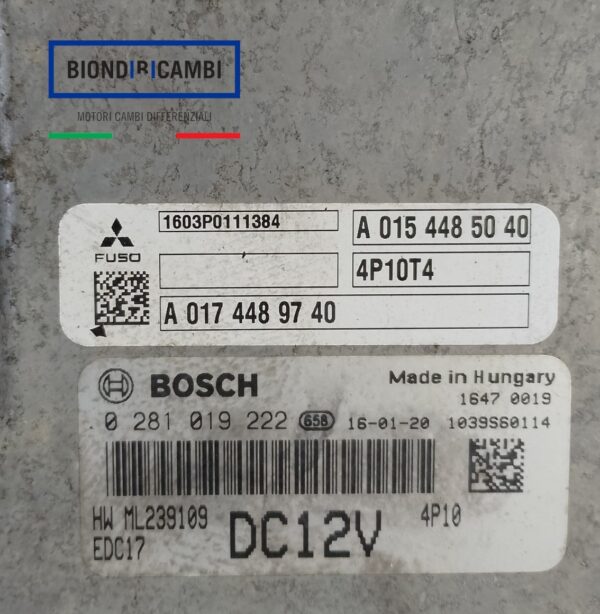 BIONDIRICAMBI
MOTORI CAMBI DIFFERENZIALI
1603P0111384
A 015 448 50 40
FUSO
4P10T4
A 017 448 97 40
BOSCH
Made in Hungary
1647 0019
0 281 019 222 658 16-01-20 1039S60114
HW ML239109
DC12V
4P10
EDC17